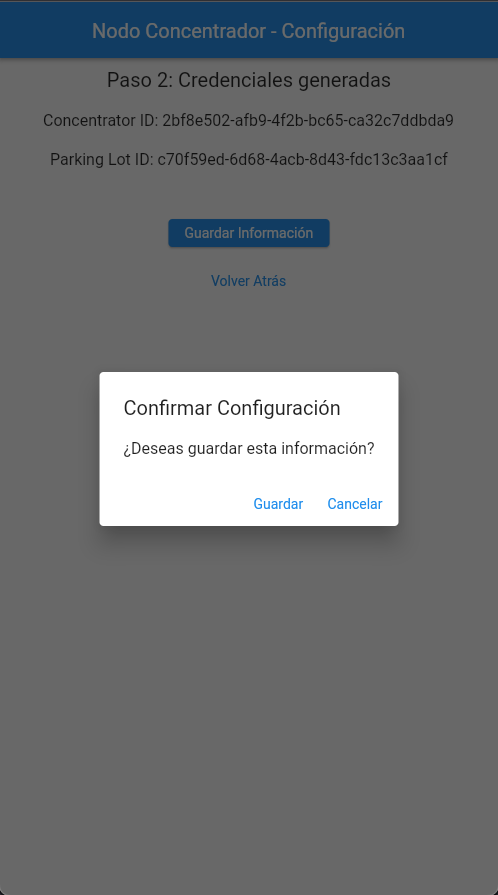 Nodo Concentrador - Configuración
Paso 2: Credenciales generadas
Concentrator ID: 2bf8e502-afb9-4f2b-bc65-ca32c7ddbda9
Parking Lot ID: c70f59ed-6d68-4acb-8d43-fdc13c3aa1cf
Guardar Información
Volver Atrás
Confirmar Configuración
¿Deseas guardar esta información?
Guardar Cancelar